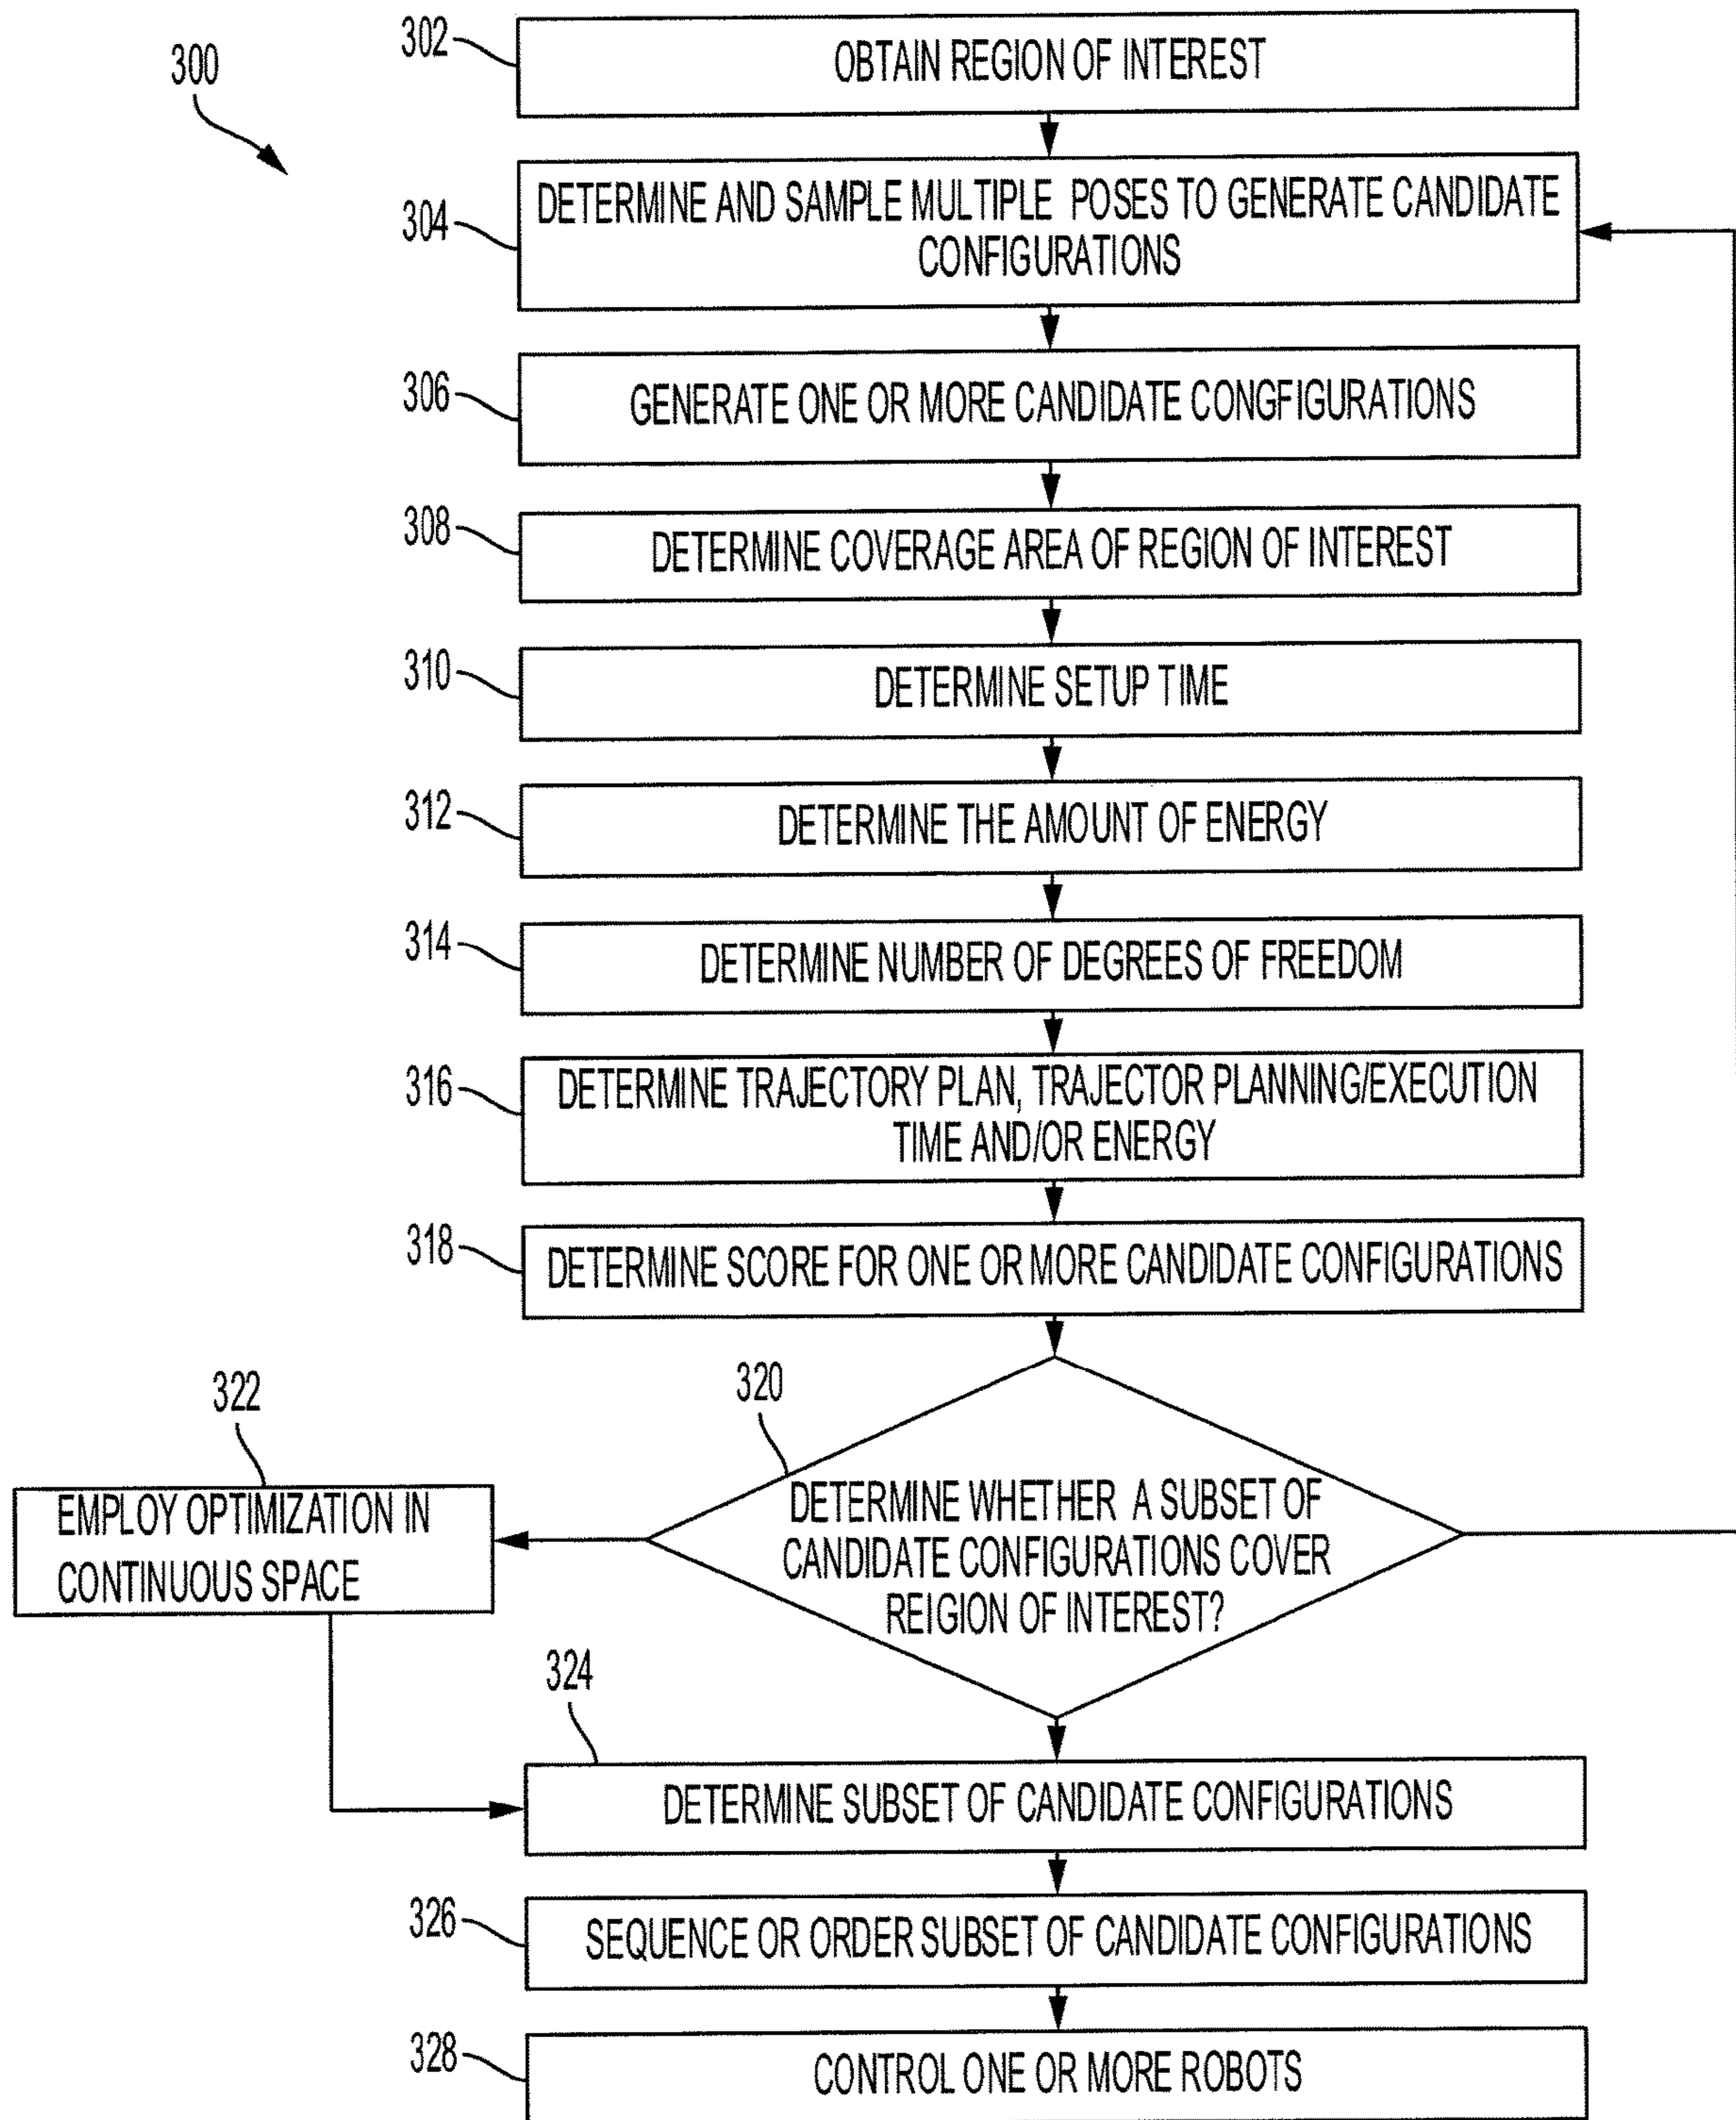 302
OBTAIN REGION OF INTEREST
300
304
DETERMINE AND SAMPLE MULTIPLE POSES TO GENERATE CANDIDATE
CONFIGURATIONS
306
GENERATE ONE OR MORE CANDIDATE CONGFIGURATIONS
308
DETERMINE COVERAGE AREA OF REGION OF INTEREST
310
DETERMINE SETUP TIME
312
DETERMINE THE AMOUNT OF ENERGY
314
DETERMINE NUMBER OF DEGREES OF FREEDOM
316
DETERMINE TRAJECTORY PLAN, TRAJECTOR PLANNING/EXECUTION
TIME AND/OR ENERGY
318
DETERMINE SCORE FOR ONE OR MORE CANDIDATE CONFIGURATIONS
320
DETERMINE WHETHER A SUBSET OF
CANDIDATE CONFIGURATIONS COVER
REIGION OF INTEREST?
322
EMPLOY OPTIMIZATION IN
CONTINUOUS SPACE
324
DETERMINE SUBSET OF CANDIDATE CONFIGURATIONS
326
SEQUENCE OR ORDER SUBSET OF CANDIDATE CONFIGURATIONS
328
CONTROL ONE OR MORE ROBOTS